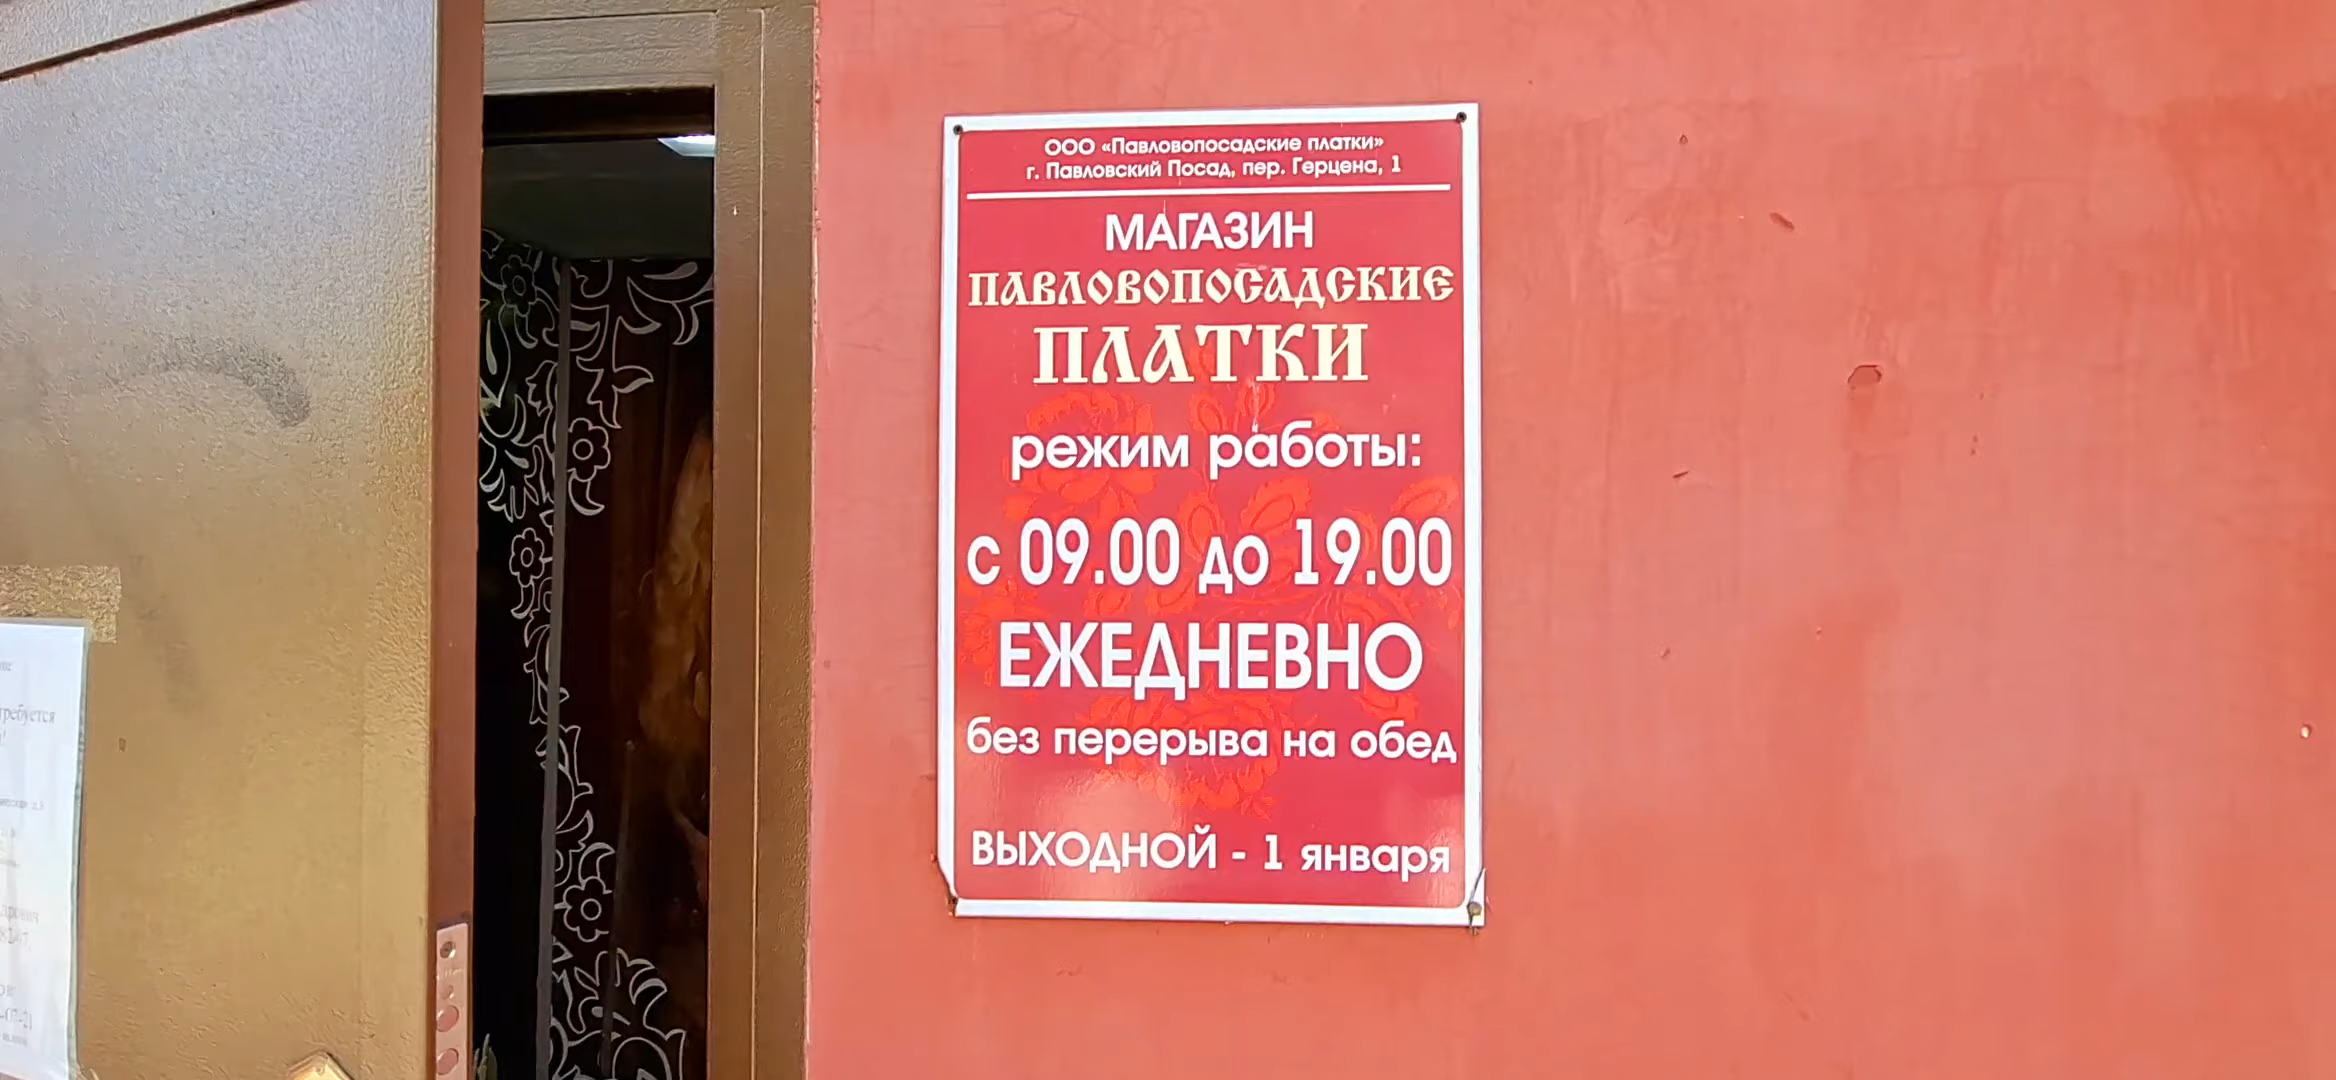 ООО «Павловопосадские платки»
г. Павловский Посад, пер. Герцена, 1
МАГАЗИН
ПАВЛОВОПОСАДСКИЕ
ПЛАТКИ
режим работы:
с 09.00 до 19.00
ЕЖЕДНЕВНО
без перерыва на обед
ВЫХОДНОЙ - 1 января